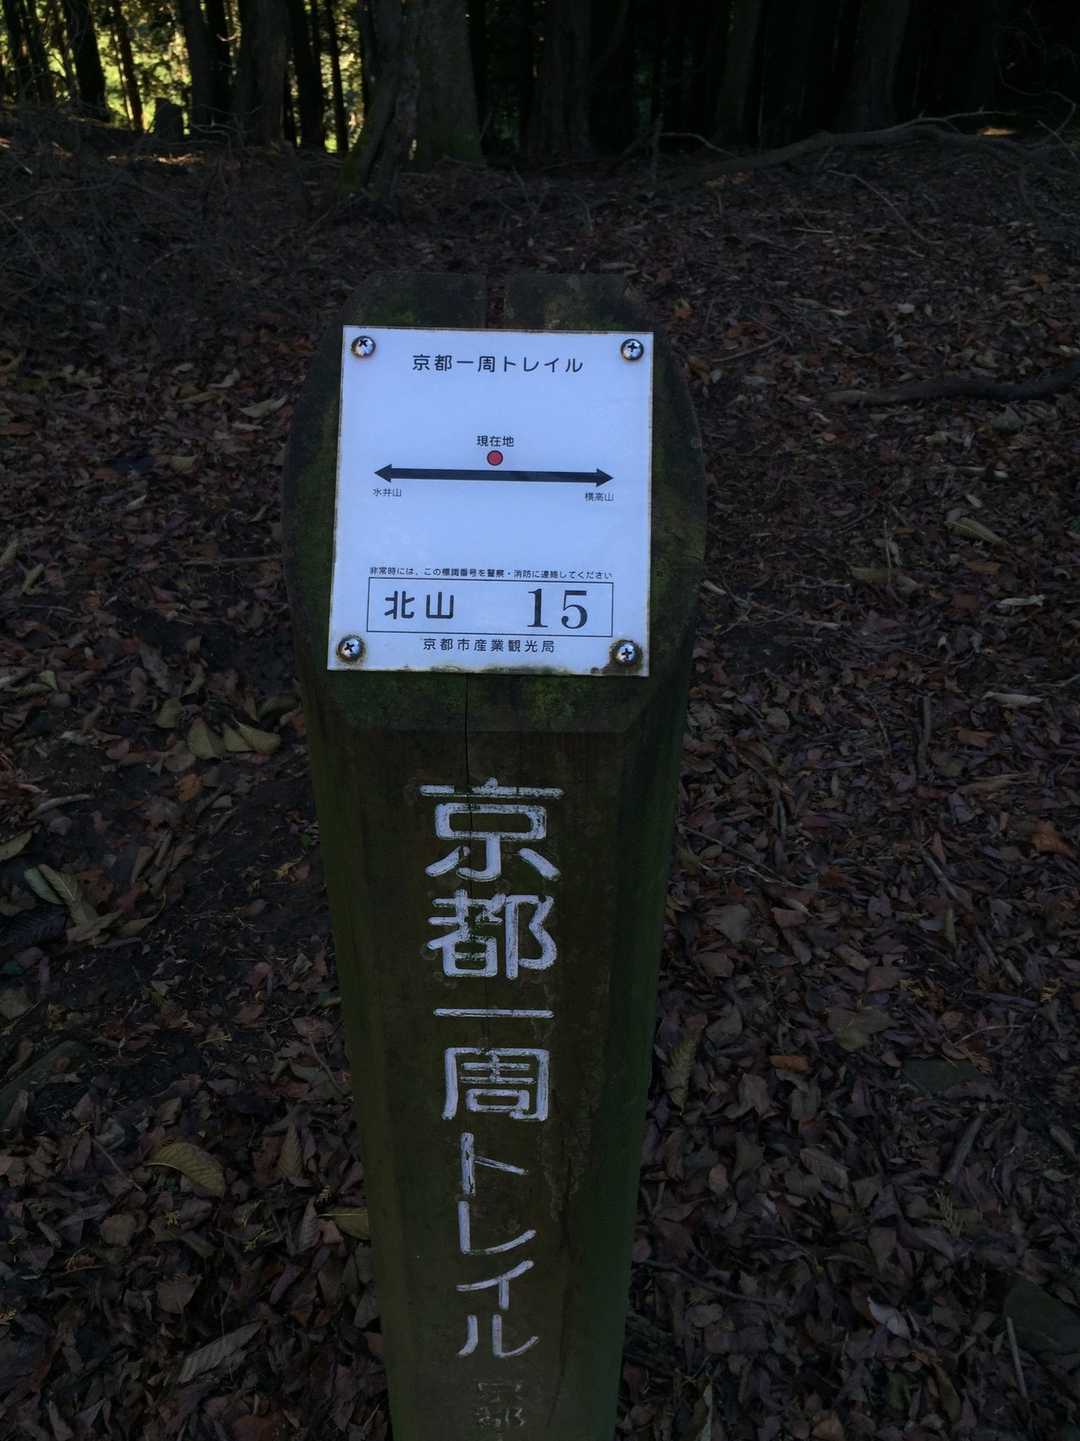 京都一周トレイル
現在地
水井山
横高山
非常時には、この標識番号を警察・消防に連絡してください
北山 15
京都市産業観光局
京都一周トレイル
京都